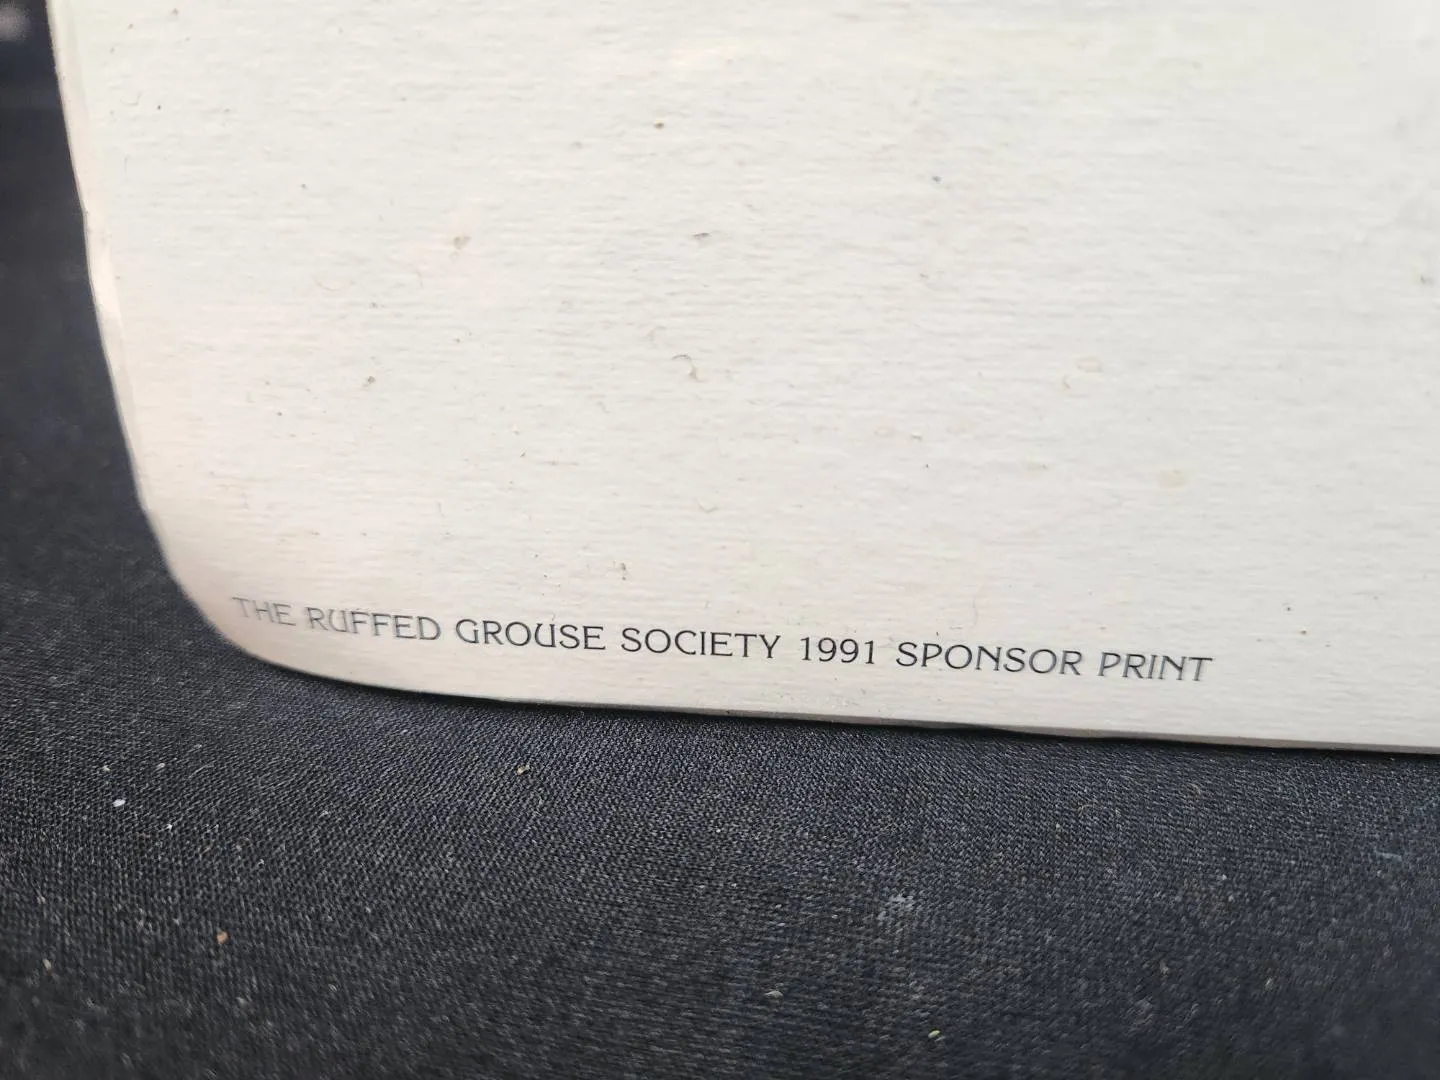 THE RUFFED GROUSE SOCIETY 1991 SPONSOR PRINT